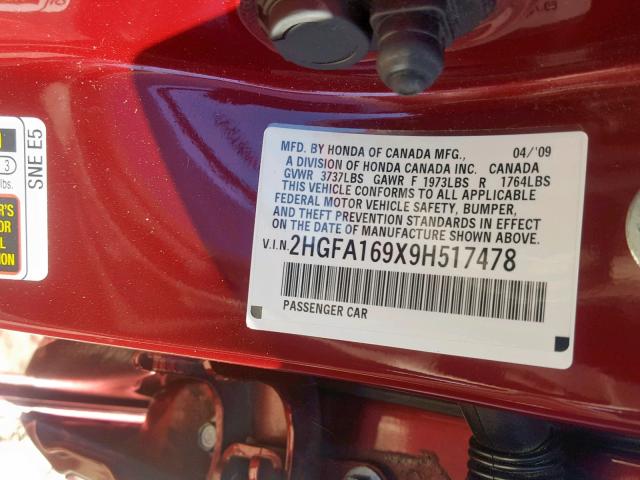 MFD. BY HONDA OF CANADA MFG., 04/'09
A DIVISION OF HONDA CANADA INC. CANADA
GVWR 3737LBS GAWR F 1973LBS R 1764LBS
THIS VEHICLE CONFORMS TO ALL APPLICABLE
FEDERAL MOTOR VEHICLE SAFETY, BUMPER,
AND THEFT PREVENTION STANDARDS IN EFFECT
ON THE DATE OF MANUFACTURE SHOWN ABOVE.
V.I.N. 2HGFA169X9H517478
PASSENGER CAR
SNE E5
3
lbs.